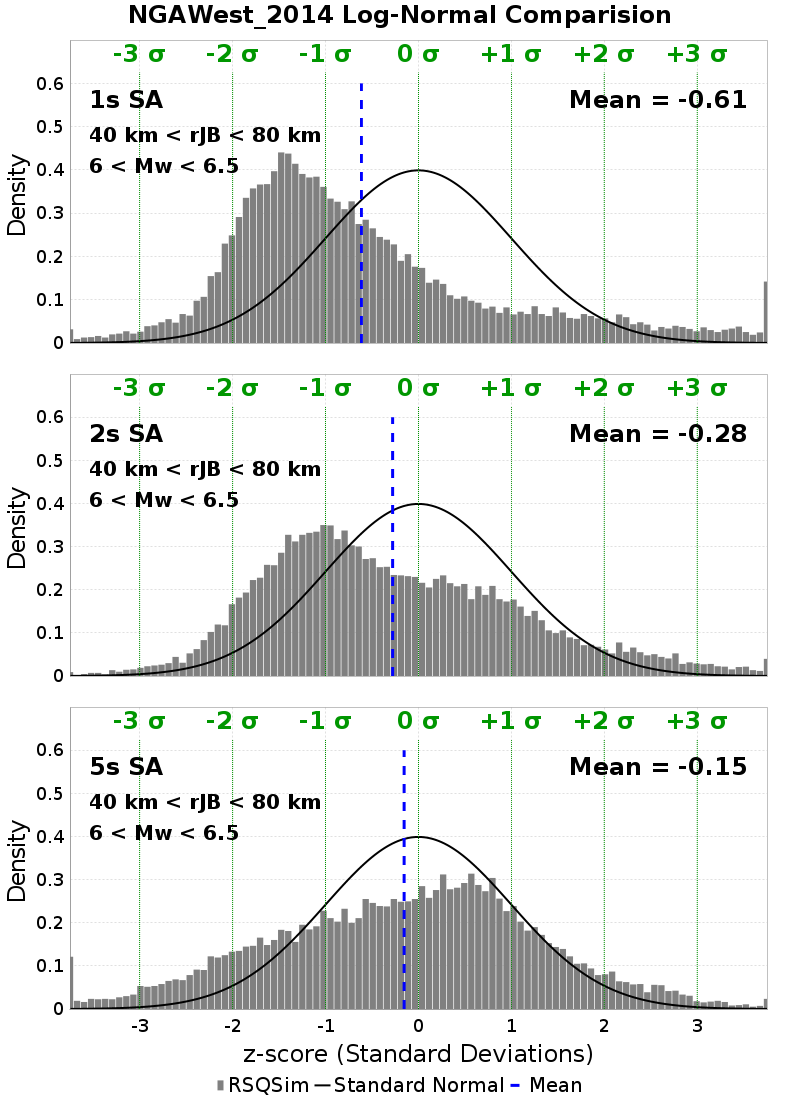 NGAWest_2014 Log-Normal Comparision
-3 σ -2 σ -1 σ 0 σ +1 σ +2 σ +3 σ
1s SA Mean = -0.61
40 km < rJB < 80 km
6 < Mw < 6.5
Density
0.6
0.5
0.4
0.3
0.2
0.1
0
-3 σ -2 σ -1 σ 0 σ +1 σ +2 σ +3 σ
2s SA Mean = -0.28
40 km < rJB < 80 km
6 < Mw < 6.5
Density
0.6
0.5
0.4
0.3
0.2
0.1
0
-3 σ -2 σ -1 σ 0 σ +1 σ +2 σ +3 σ
5s SA Mean = -0.15
40 km < rJB < 80 km
6 < Mw < 6.5
Density
0.6
0.5
0.4
0.3
0.2
0.1
0
-3 -2 -1 0 1 2 3
z-score (Standard Deviations)
RSQSim Standard Normal Mean